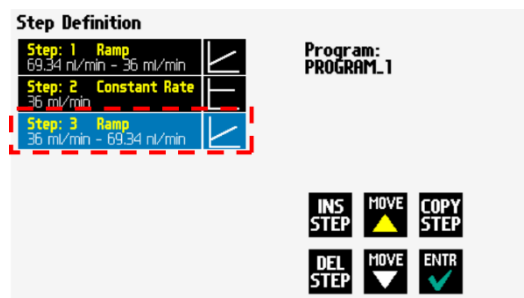 Step Definition
Step: 1 Ramp
69.34 nl/min - 36 ml/min
Step: 2 Constant Rate
36 ml/min
Step: 3 Ramp
36 ml/min - 69.34 nl/min
Program:
PROGRAM_1
INS STEP
MOVE
COPY STEP
DEL STEP
MOVE
ENTR